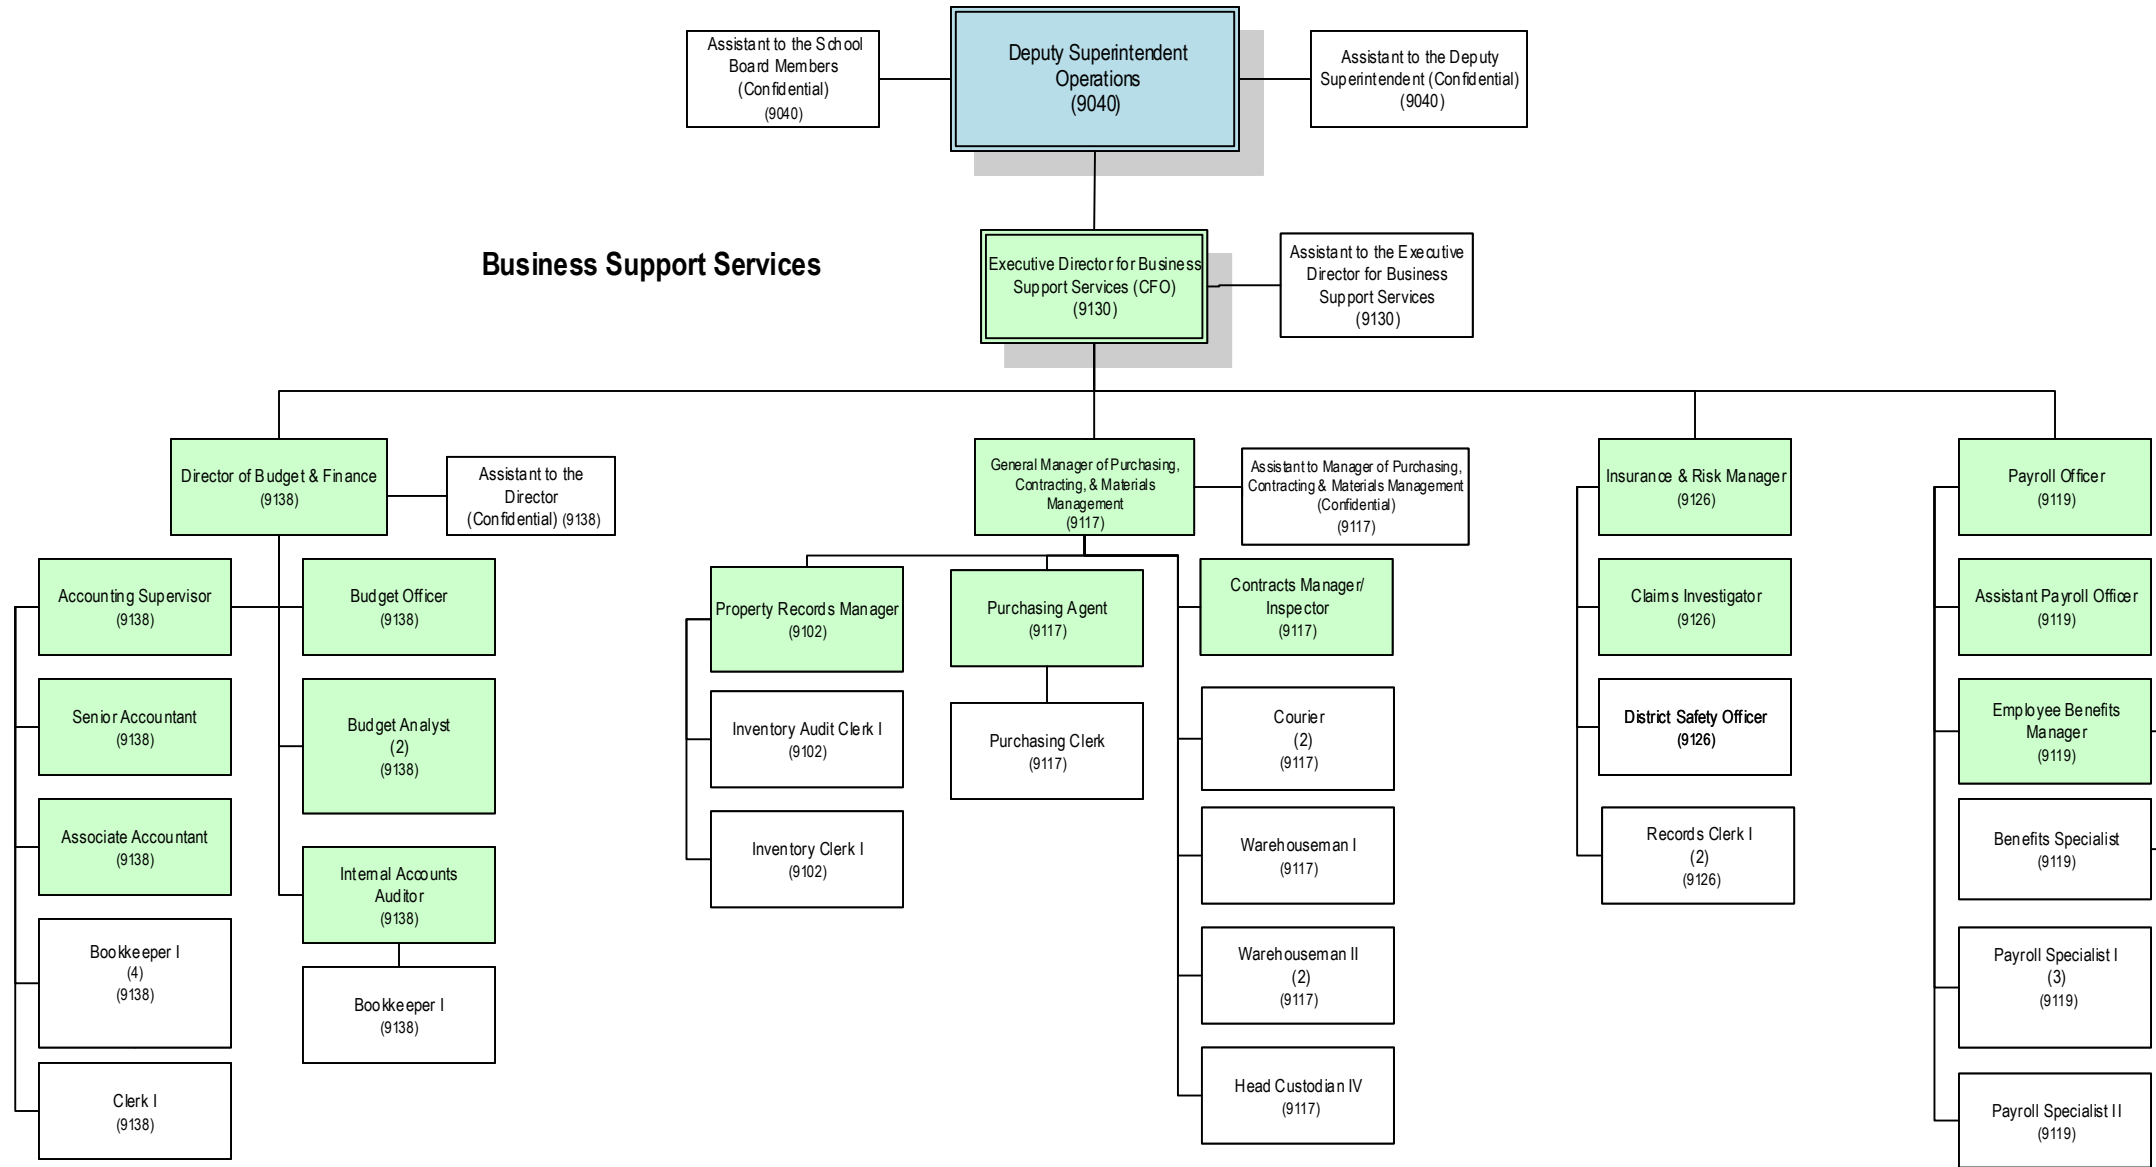 Assistant to the School
Board Members
(Confidential)
(9040)
Deputy Superintendent
Operations
(9040)
Assistant to the Deputy
Superintendent (Confidential)
(9040)
Business Support Services
Executive Director for Business
Support Services (CFO)
(9130)
Assistant to the Executive
Director for Business
Support Services
(9130)
Director of Budget & Finance
(9138)
Assistant to the
Director
(Confidential) (9138)
General Manager of Purchasing,
Contracting, & Materials
Management
(9117)
Assistant to Manager of Purchasing,
Contracting & Materials Management
(Confidential)
(9117)
Insurance & Risk Manager
(9126)
Payroll Officer
(9119)
Accounting Supervisor
(9138)
Budget Officer
(9138)
Property Records Manager
(9102)
Purchasing Agent
(9117)
Contracts Manager/
Inspector
(9117)
Claims Investigator
(9126)
Assistant Payroll Officer
(9119)
Senior Accountant
(9138)
Budget Analyst
(2)
(9138)
Inventory Audit Clerk I
(9102)
Purchasing Clerk
(9117)
Courier
(2)
(9117)
District Safety Officer
(9126)
Employee Benefits
Manager
(9119)
Associate Accountant
(9138)
Internal Accounts
Auditor
(9138)
Inventory Clerk I
(9102)
Warehouseman I
(9117)
Records Clerk I
(2)
(9126)
Benefits Specialist
(9119)
Bookkeeper I
(4)
(9138)
Bookkeeper I
(9138)
Warehouseman II
(2)
(9117)
Payroll Specialist I
(3)
(9119)
Clerk I
(9138)
Head Custodian IV
(9117)
Payroll Specialist II
(9119)